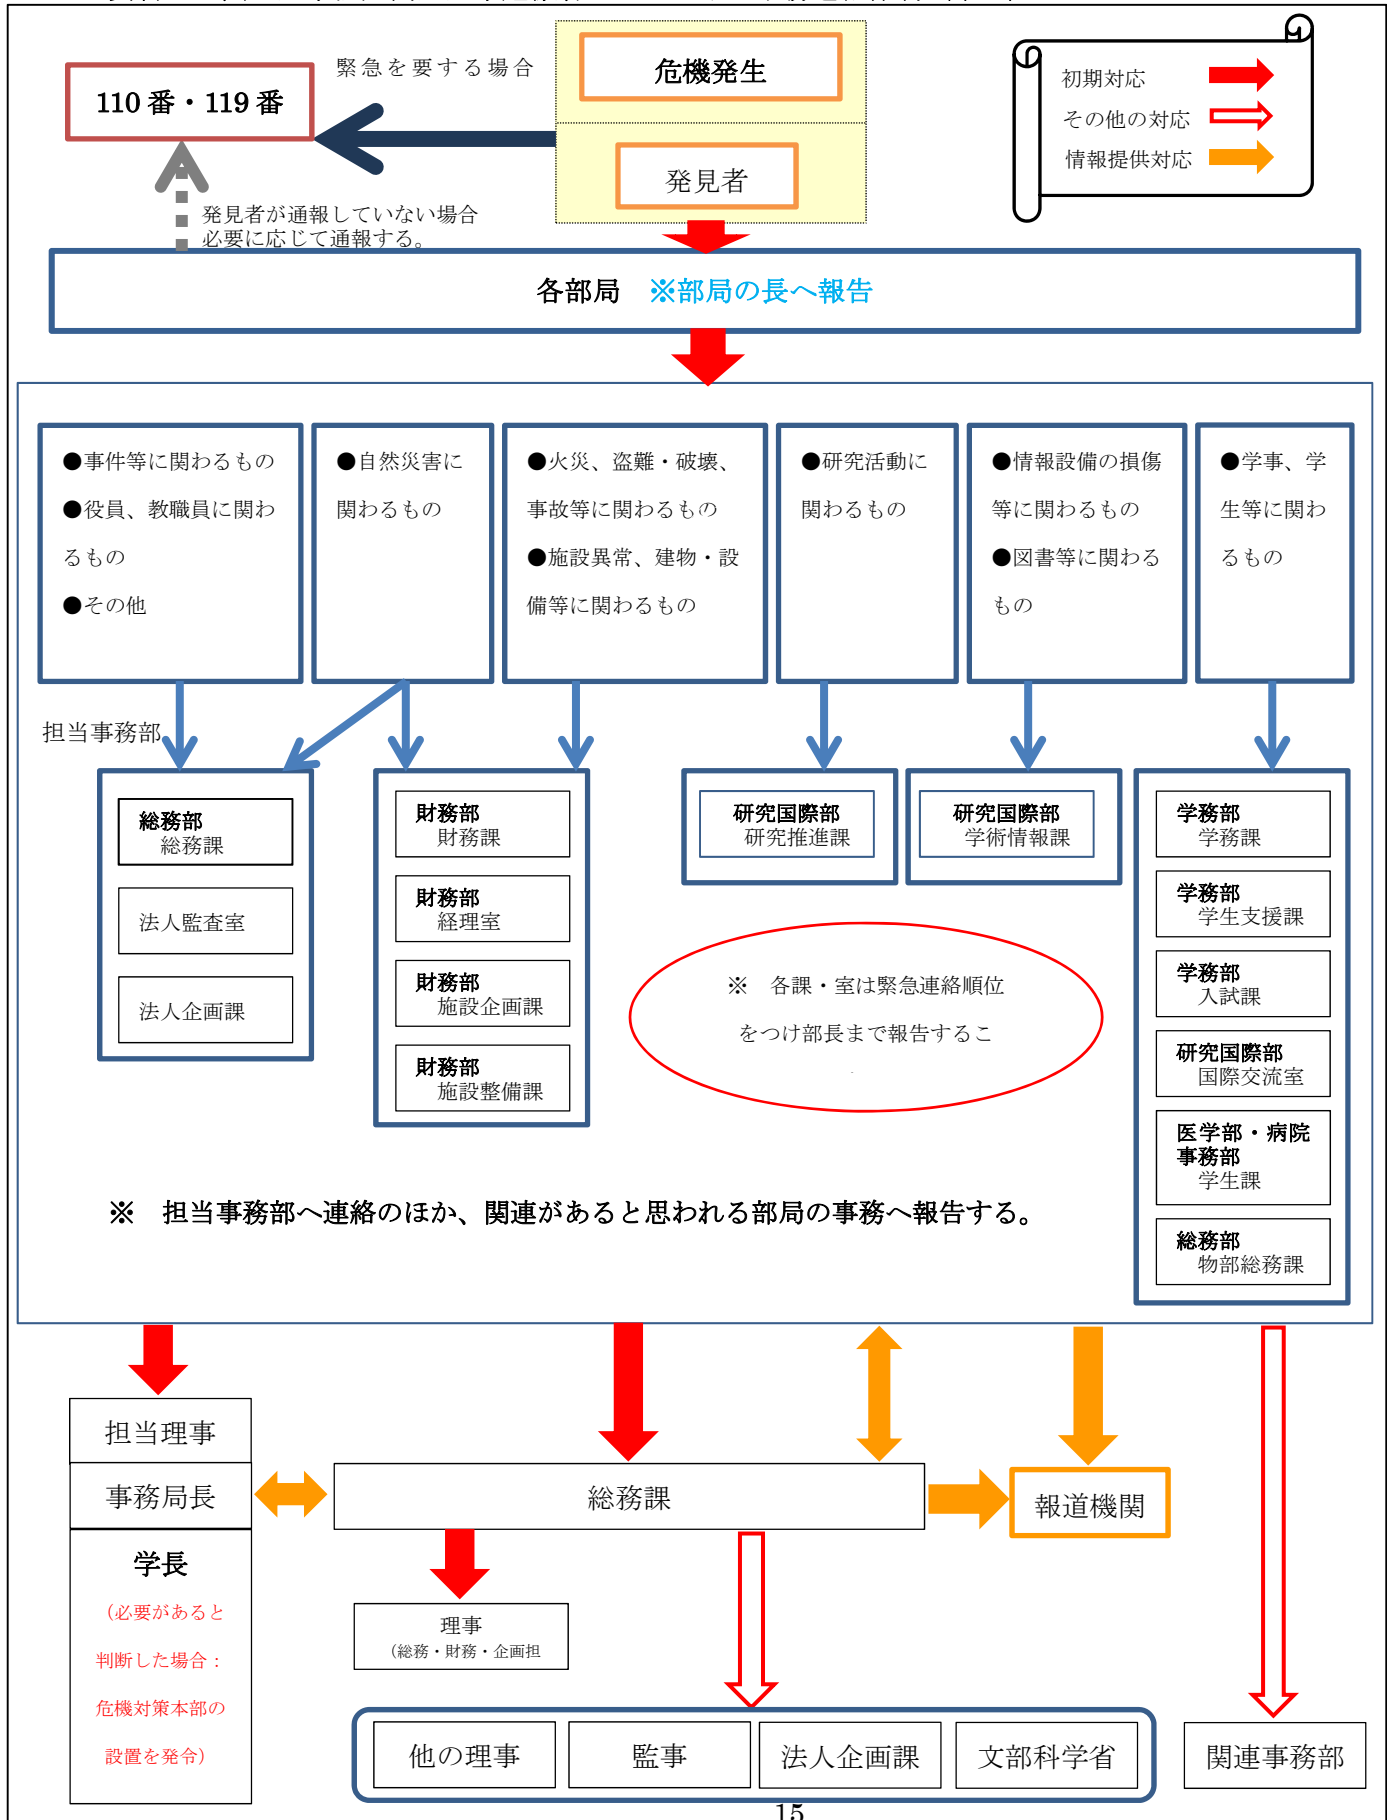 危機発生
緊急を要する場合
110番・119番
発見者
初期対応
その他の対応
情報提供対応
発見者が通報していない場合
必要に応じて通報する。
各部局　※部局の長へ報告
●事件等に関わるもの
●役員、教職員に関わ
るもの
●その他
●自然災害に
関わるもの
●火災、盗難・破壊、
事故等に関わるもの
●施設異常、建物・設
備等に関わるもの
●研究活動に
関わるもの
●情報設備の損傷
等に関わるもの
●図書等に関わる
もの
●学事、学
生等に関わ
るもの
担当事務部
総務部
総務課
法人監査室
法人企画課
財務部
財務課
財務部
経理室
財務部
施設企画課
財務部
施設整備課
研究国際部
研究推進課
研究国際部
学術情報課
学務部
学務課
学務部
学生支援課
学務部
入試課
研究国際部
国際交流室
医学部・病院
事務部
学生課
総務部
物部総務課
※　各課・室は緊急連絡順位
をつけ部長まで報告するこ
※　担当事務部へ連絡のほか、関連があると思われる部局の事務へ報告する。
担当理事
事務局長
学長
（必要があると
判断した場合：
危機対策本部の
設置を発令）
総務課
報道機関
理事
（総務・財務・企画担
他の理事
監事
法人企画課
文部科学省
関連事務部
15